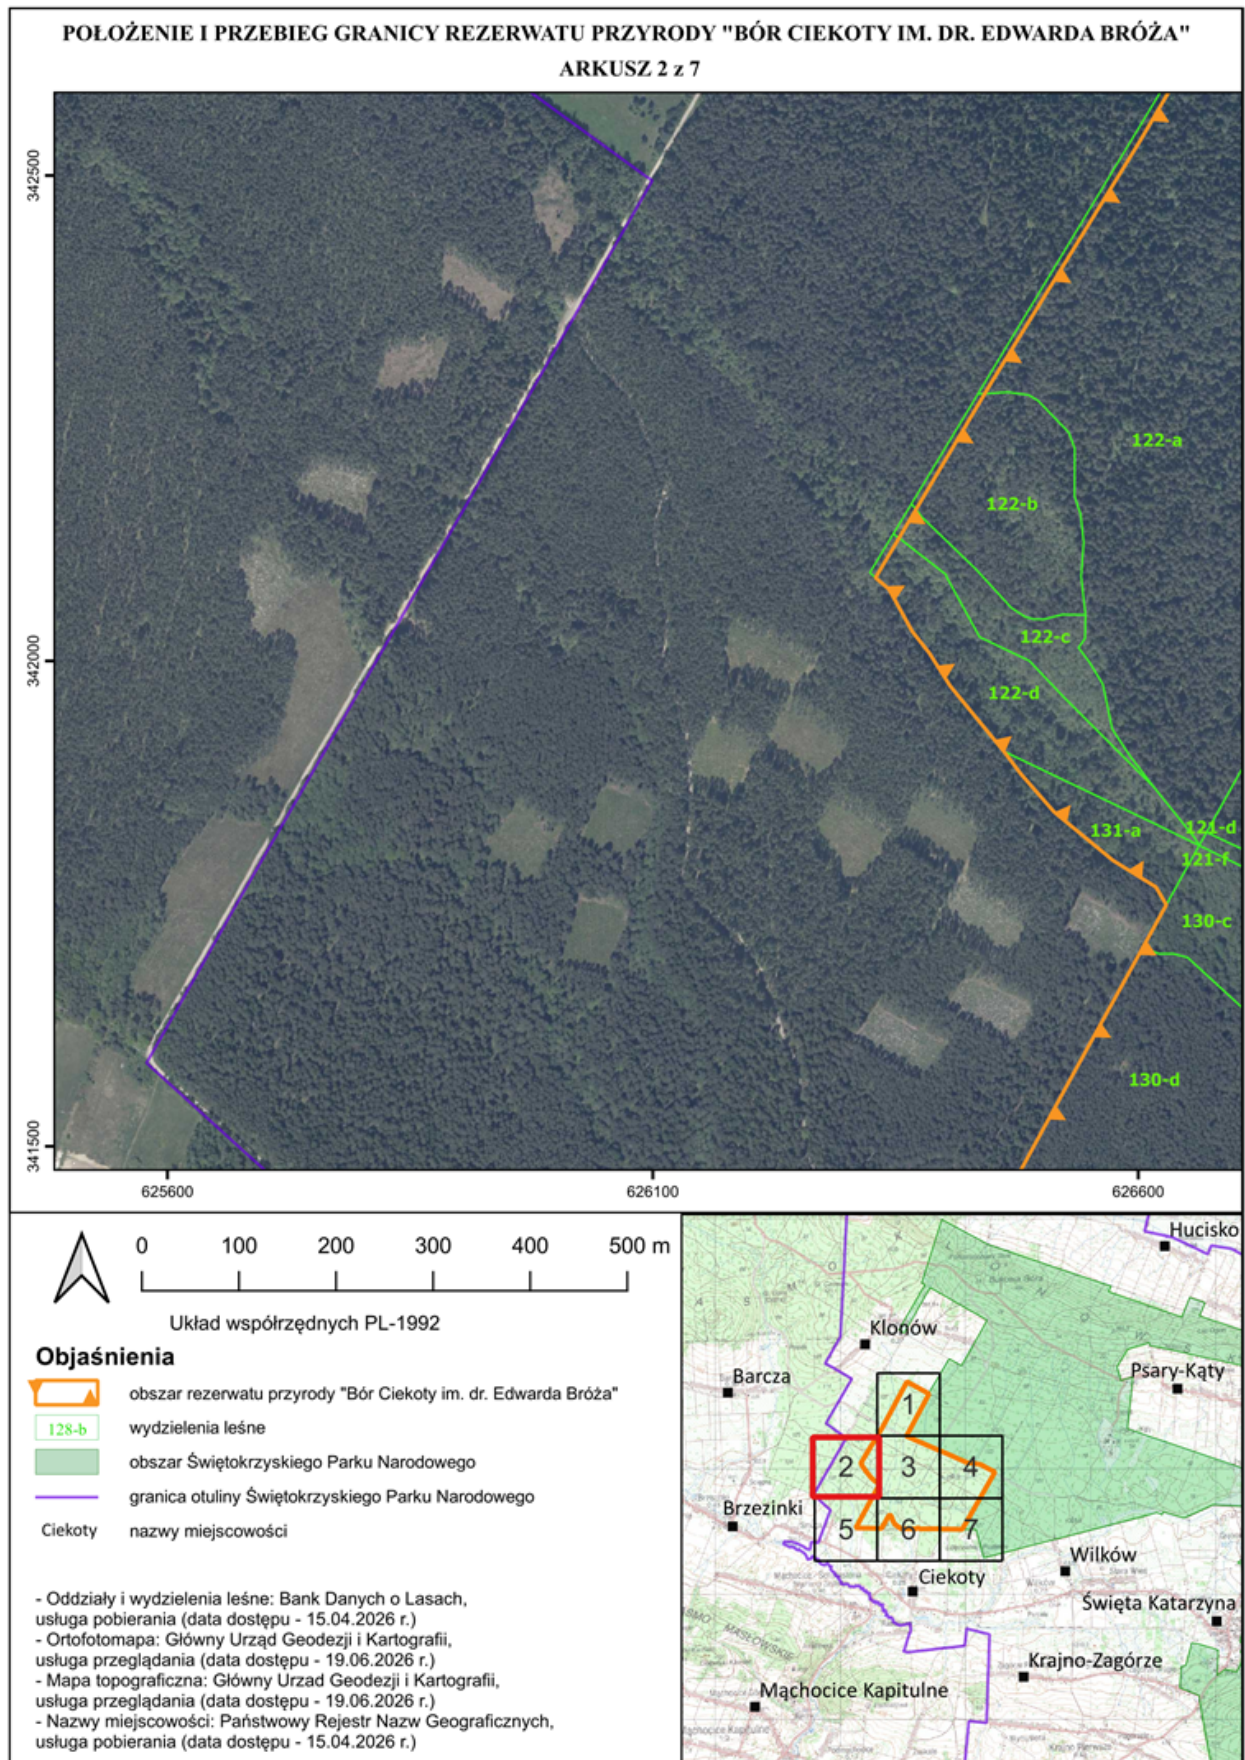 POŁOŻENIE I PRZEBIEG GRANICY REZERWATU PRZYRODY "BÓR CIEKOTY IM. DR. EDWARDA BRÓŻA"
ARKUSZ 2 z 7
342500
342000
341500
122-a
122-b
122-c
122-d
121-d
131-a
121-f
130-c
130-d
625600
626100
626600
0 100 200 300 400 500 m
Układ współrzędnych PL-1992
Objaśnienia
obszar rezerwatu przyrody "Bór Ciekoty im. dr. Edwarda Bróża"
128-b wydzielenia leśne
obszar Świętokrzyskiego Parku Narodowego
granica otuliny Świętokrzyskiego Parku Narodowego
Ciekoty nazwy miejscowości
- Oddziały i wydzielenia leśne: Bank Danych o Lasach,
usługa pobierania (data dostępu - 15.04.2026 r.)
- Ortofotomapa: Główny Urząd Geodezji i Kartografii,
usługa przeglądania (data dostępu - 19.06.2026 r.)
- Mapa topograficzna: Główny Urzad Geodezji i Kartografii,
usługa przeglądania (data dostępu - 19.06.2026 r.)
- Nazwy miejscowości: Państwowy Rejestr Nazw Geograficznych,
usługa pobierania (data dostępu - 15.04.2026 r.)
Hucisko
Klonów
Barcza
Psary-Kąty
1
2 3 4
Brzezinki
5 6 7
Wilków
Ciekoty
Święta Katarzyna
MASŁOWSKIE
Krajno-Zagórze
Mąchocice Kapitulne